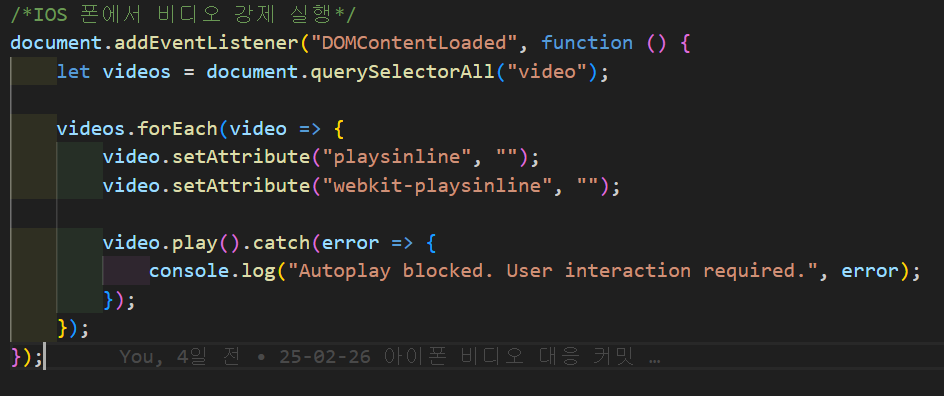 /*IOS 폰에서 비디오 강제 실행*/
document.addEventListener("DOMContentLoaded", function () {
    let videos = document.querySelectorAll("video");
    videos.forEach(video => {
        video.setAttribute("playsinline", "");
        video.setAttribute("webkit-playsinline", "");
        video.play().catch(error => {
            console.log("Autoplay blocked. User interaction required.", error);
        });
    });
});    You, 4일 전 • 25-02-26 아이폰 비디오 대응 커밋 …